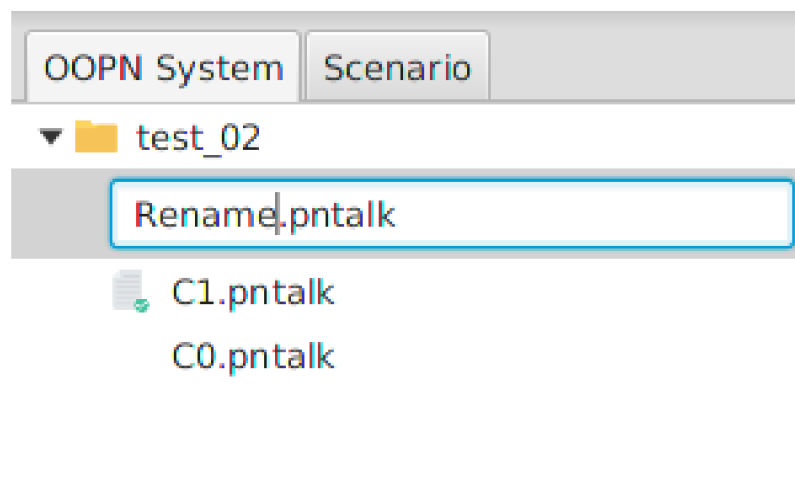 OOPN System Scenario
test_02
Rename.pntalk
C1.pntalk
C0.pntalk